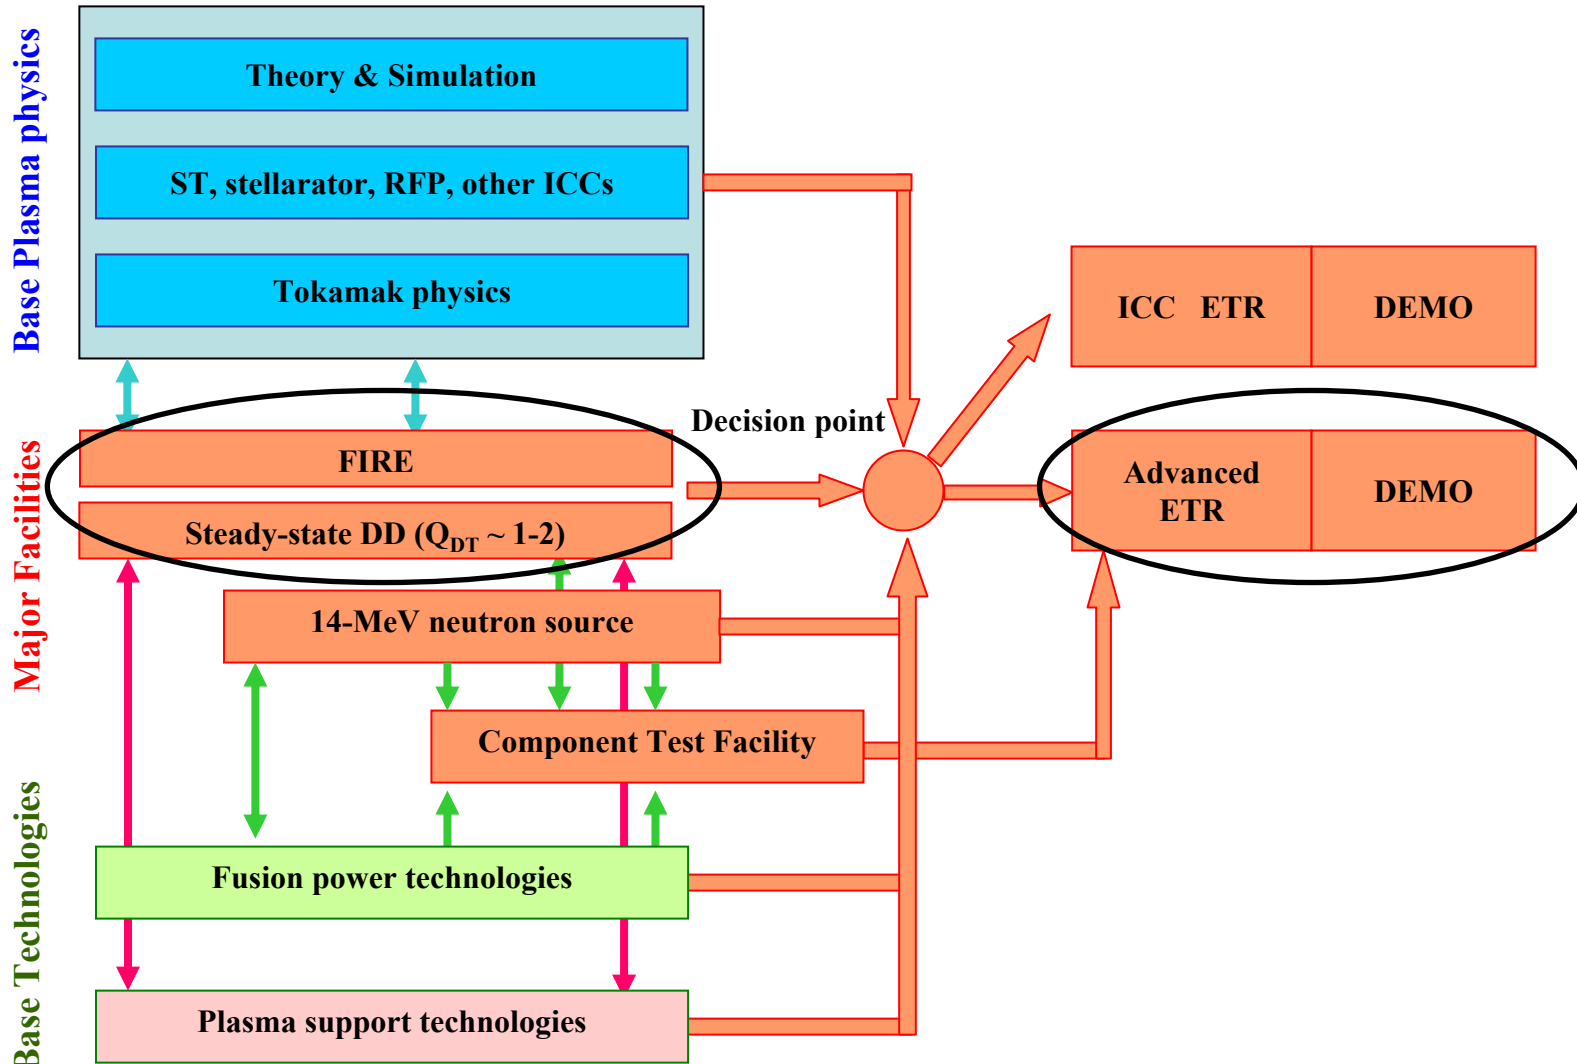 Base Plasma physics
Theory & Simulation
ST, stellarator, RFP, other ICCs
Tokamak physics
ICC ETR
DEMO
Major Facilities
FIRE
Steady-state DD (Q_DT ~ 1-2)
Decision point
Advanced
ETR
DEMO
14-MeV neutron source
Component Test Facility
Base Technologies
Fusion power technologies
Plasma support technologies